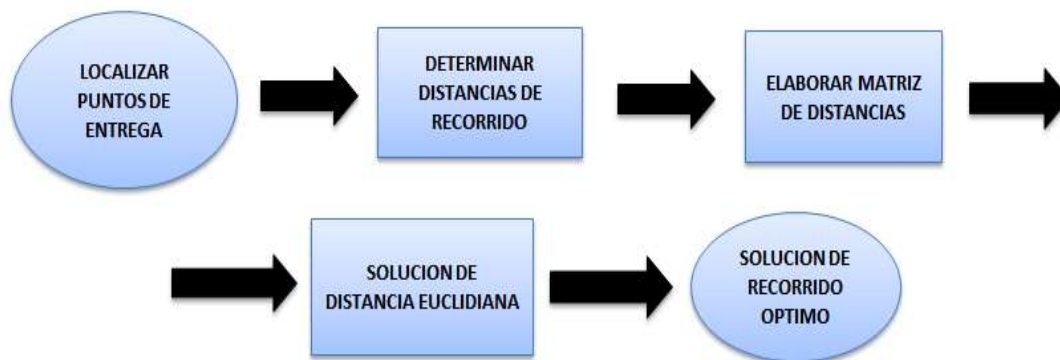 LOCALIZAR
PUNTOS DE
ENTREGA
DETERMINAR
DISTANCIAS DE
RECORRIDO
ELABORAR MATRIZ
DE DISTANCIAS
SOLUCION DE
DISTANCIA EUCLIDIANA
SOLUCION DE
RECORRIDO
OPTIMO